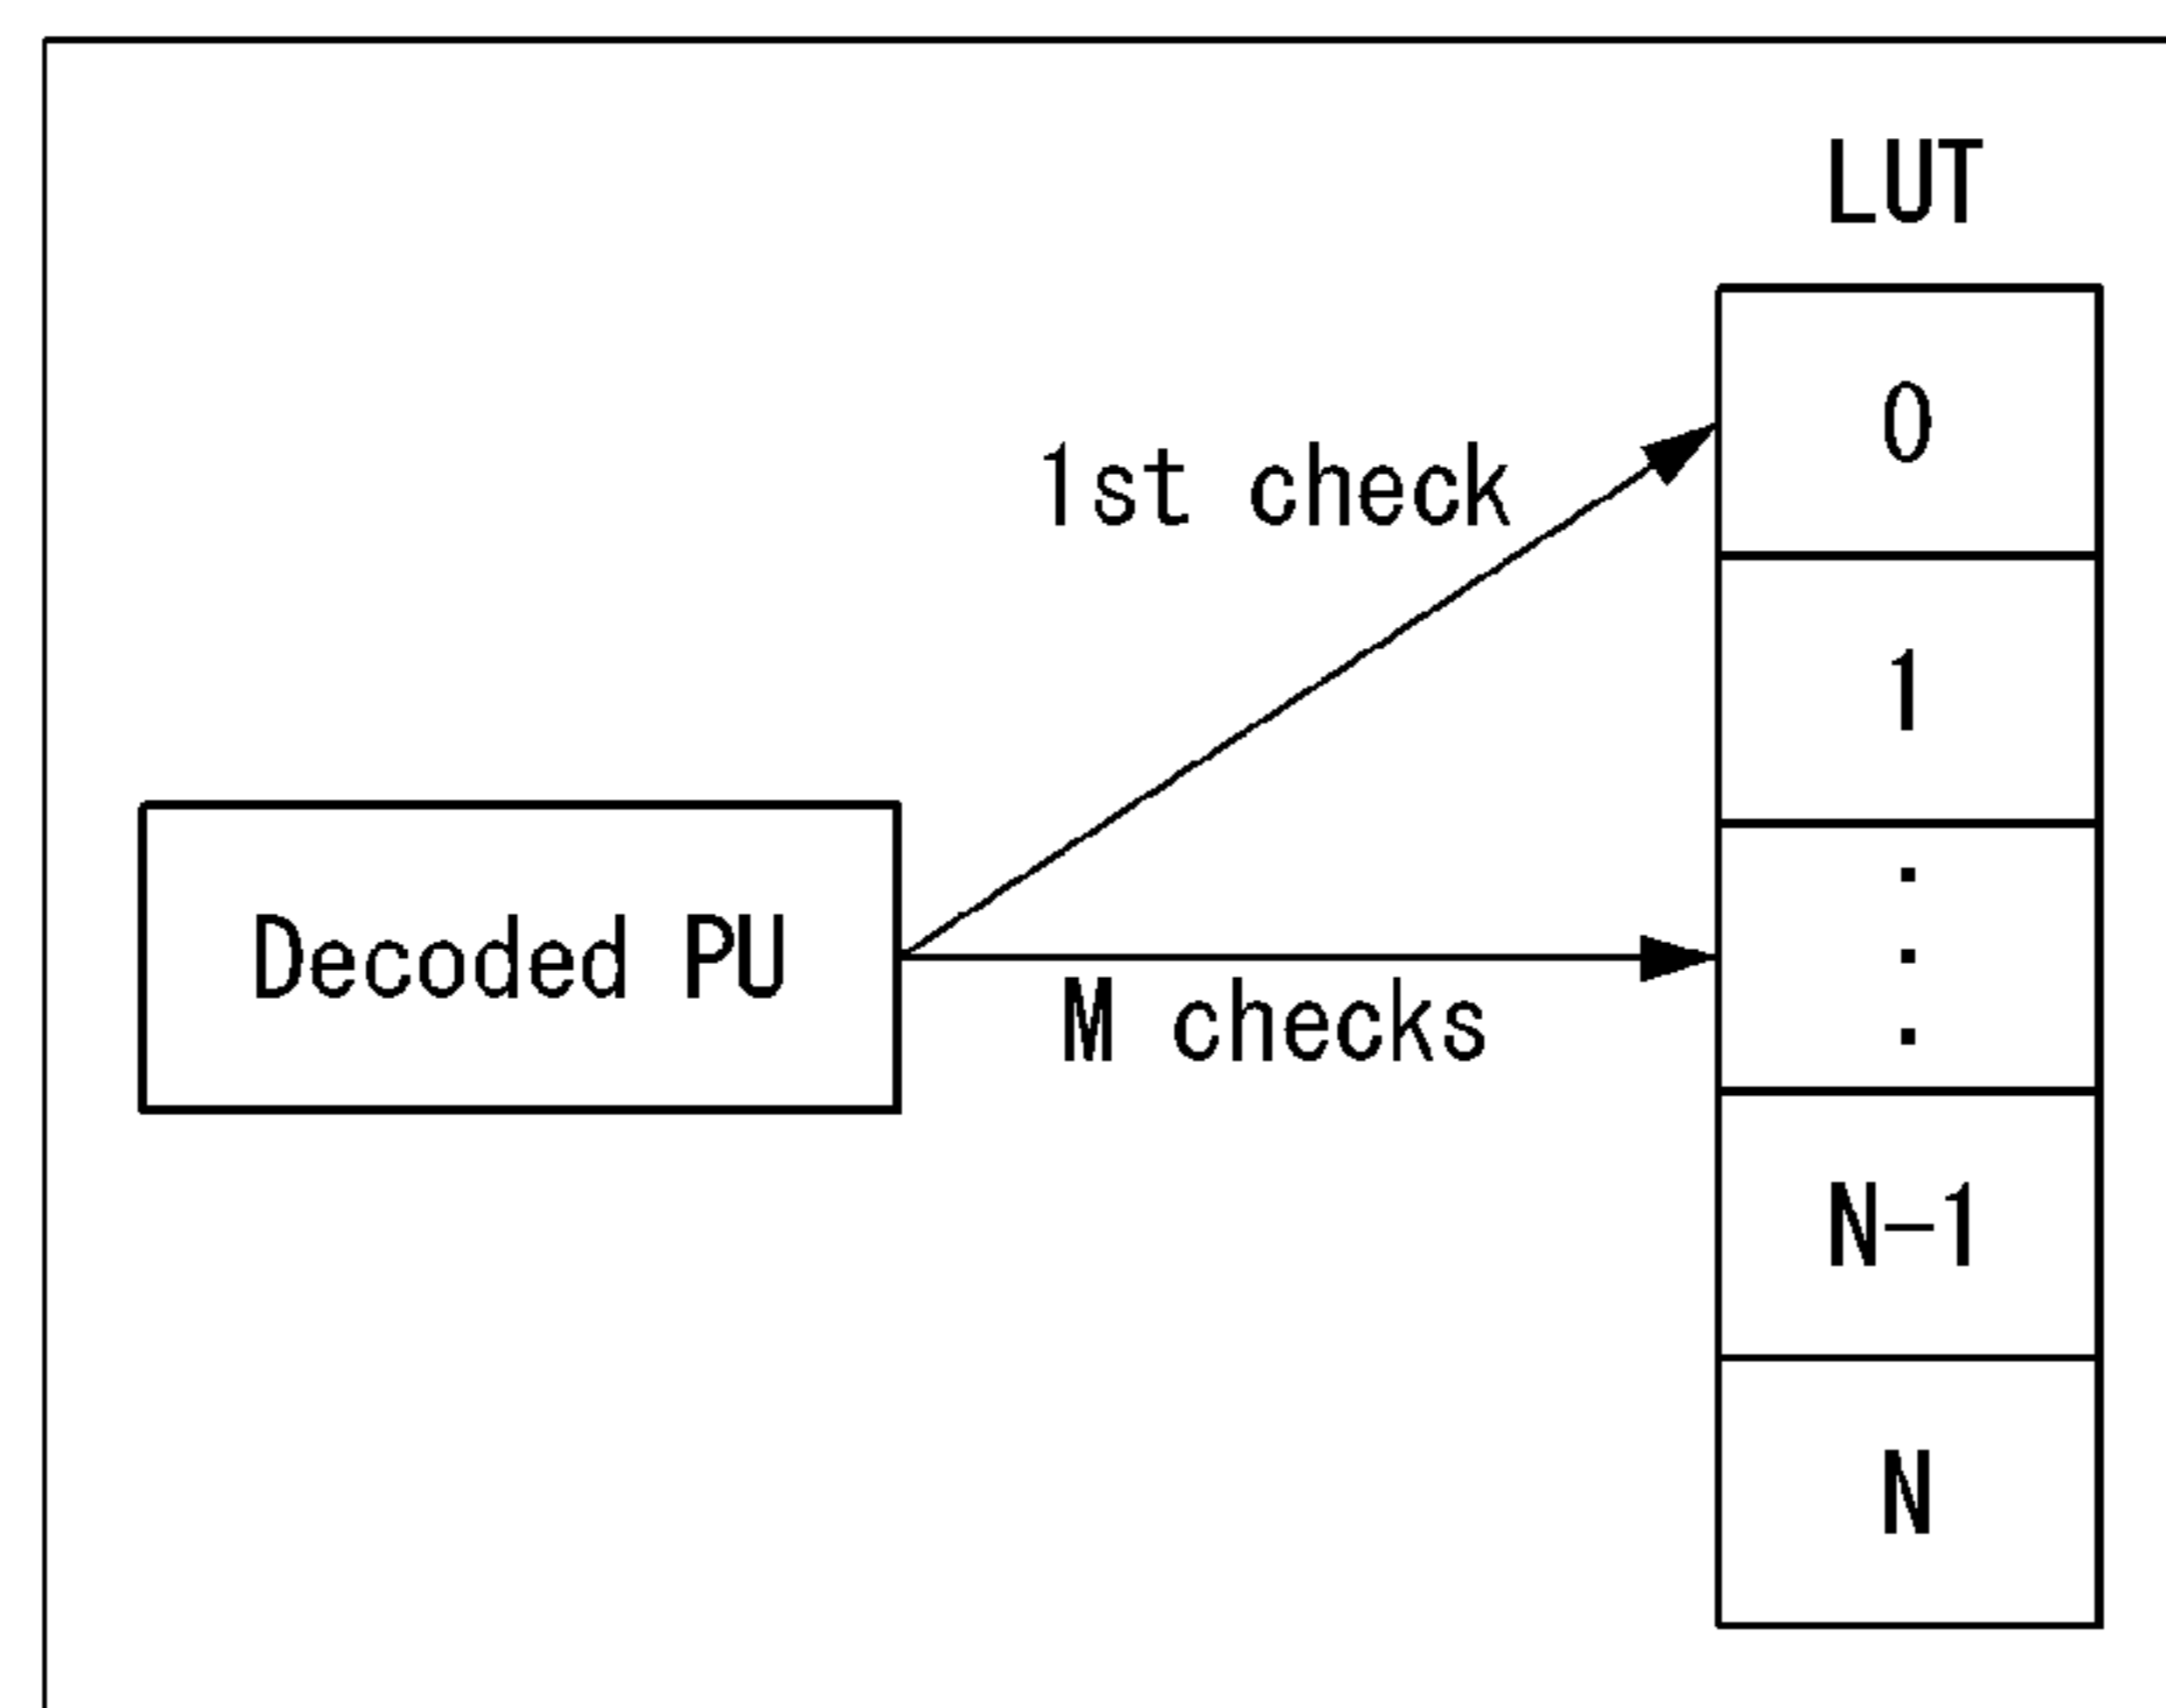 LUT
0
1st check
1
Decoded PU
M checks
.
.
.
N-1
N